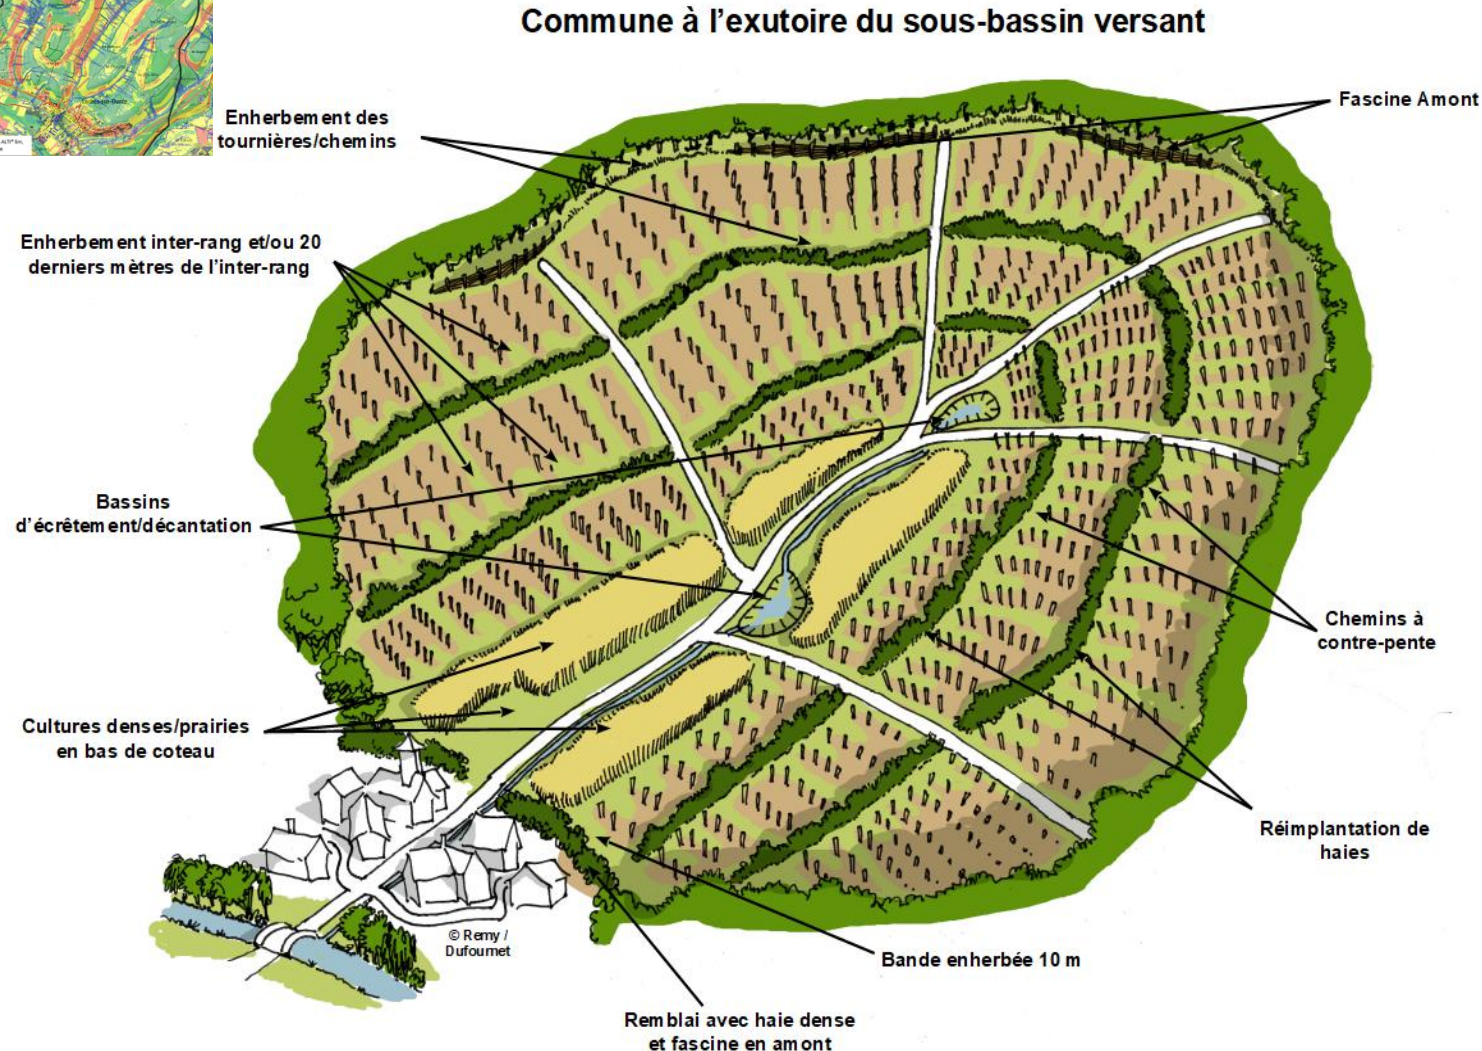 Commune à l’exutoire du sous-bassin versant
Fascine Amont
Enherbement des
tournières/chemins
Enherbement inter-rang et/ou 20
derniers mètres de l’inter-rang
Bassins
d’écrêtement/décantation
Chemins à
contre-pente
Cultures denses/prairies
en bas de coteau
Réimplantation de
haies
© Remy /
Dufournet
Bande enherbée 10 m
Remblai avec haie dense
et fascine en amont